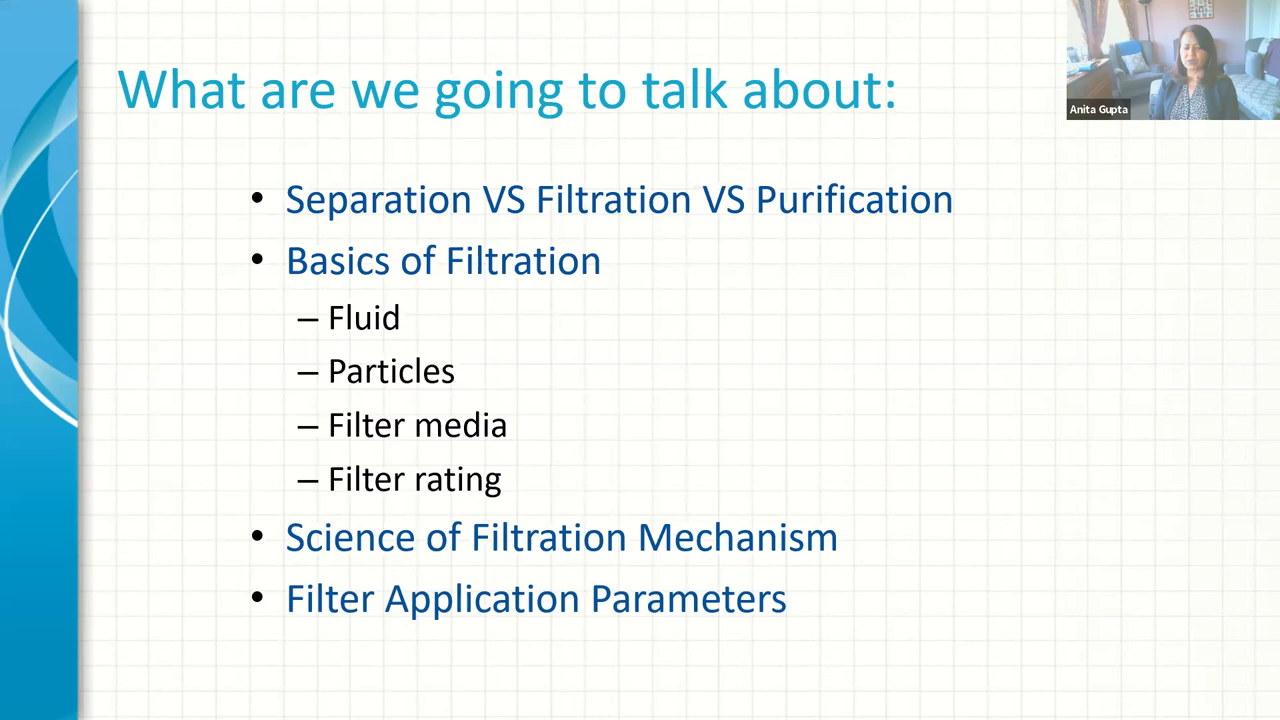 What are we going to talk about:
Anita Gupta
• Separation VS Filtration VS Purification
• Basics of Filtration
– Fluid
– Particles
– Filter media
– Filter rating
• Science of Filtration Mechanism
• Filter Application Parameters